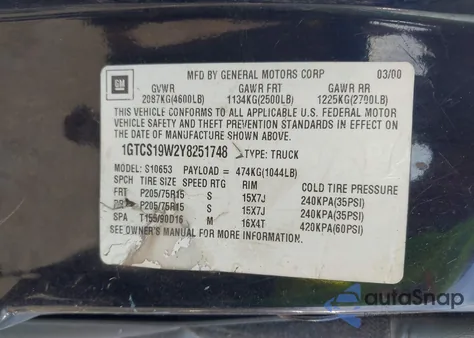 GM
MFD BY GENERAL MOTORS CORP 03/00
GVWR GAWR FRT GAWR RR
2087KG(4600LB) 1134KG(2500LB) 1225KG(2790LB)
THIS VEHICLE CONFORMS TO ALL APPLICABLE U.S. FEDERAL MOTOR
VEHICLE SAFETY AND THEFT PREVENTION STANDARDS IN EFFECT ON
THE DATE OF MANUFACTURE SHOWN ABOVE.
1GTCS19W2Y8251748 TYPE: TRUCK
MODEL: S10653 PAYLOAD = 474KG(1044LB)
SPCH TIRE SIZE SPEED RTG RIM COLD TIRE PRESSURE
FRT P205/75R15 S 15X7J 240KPA(35PSI)
RR P205/75R15 S 15X7J 240KPA(35PSI)
SPA T155/90D16 M 16X4T 420KPA(60PSI)
SEE OWNER'S MANUAL FOR MORE INFORMATION.
autoSnap